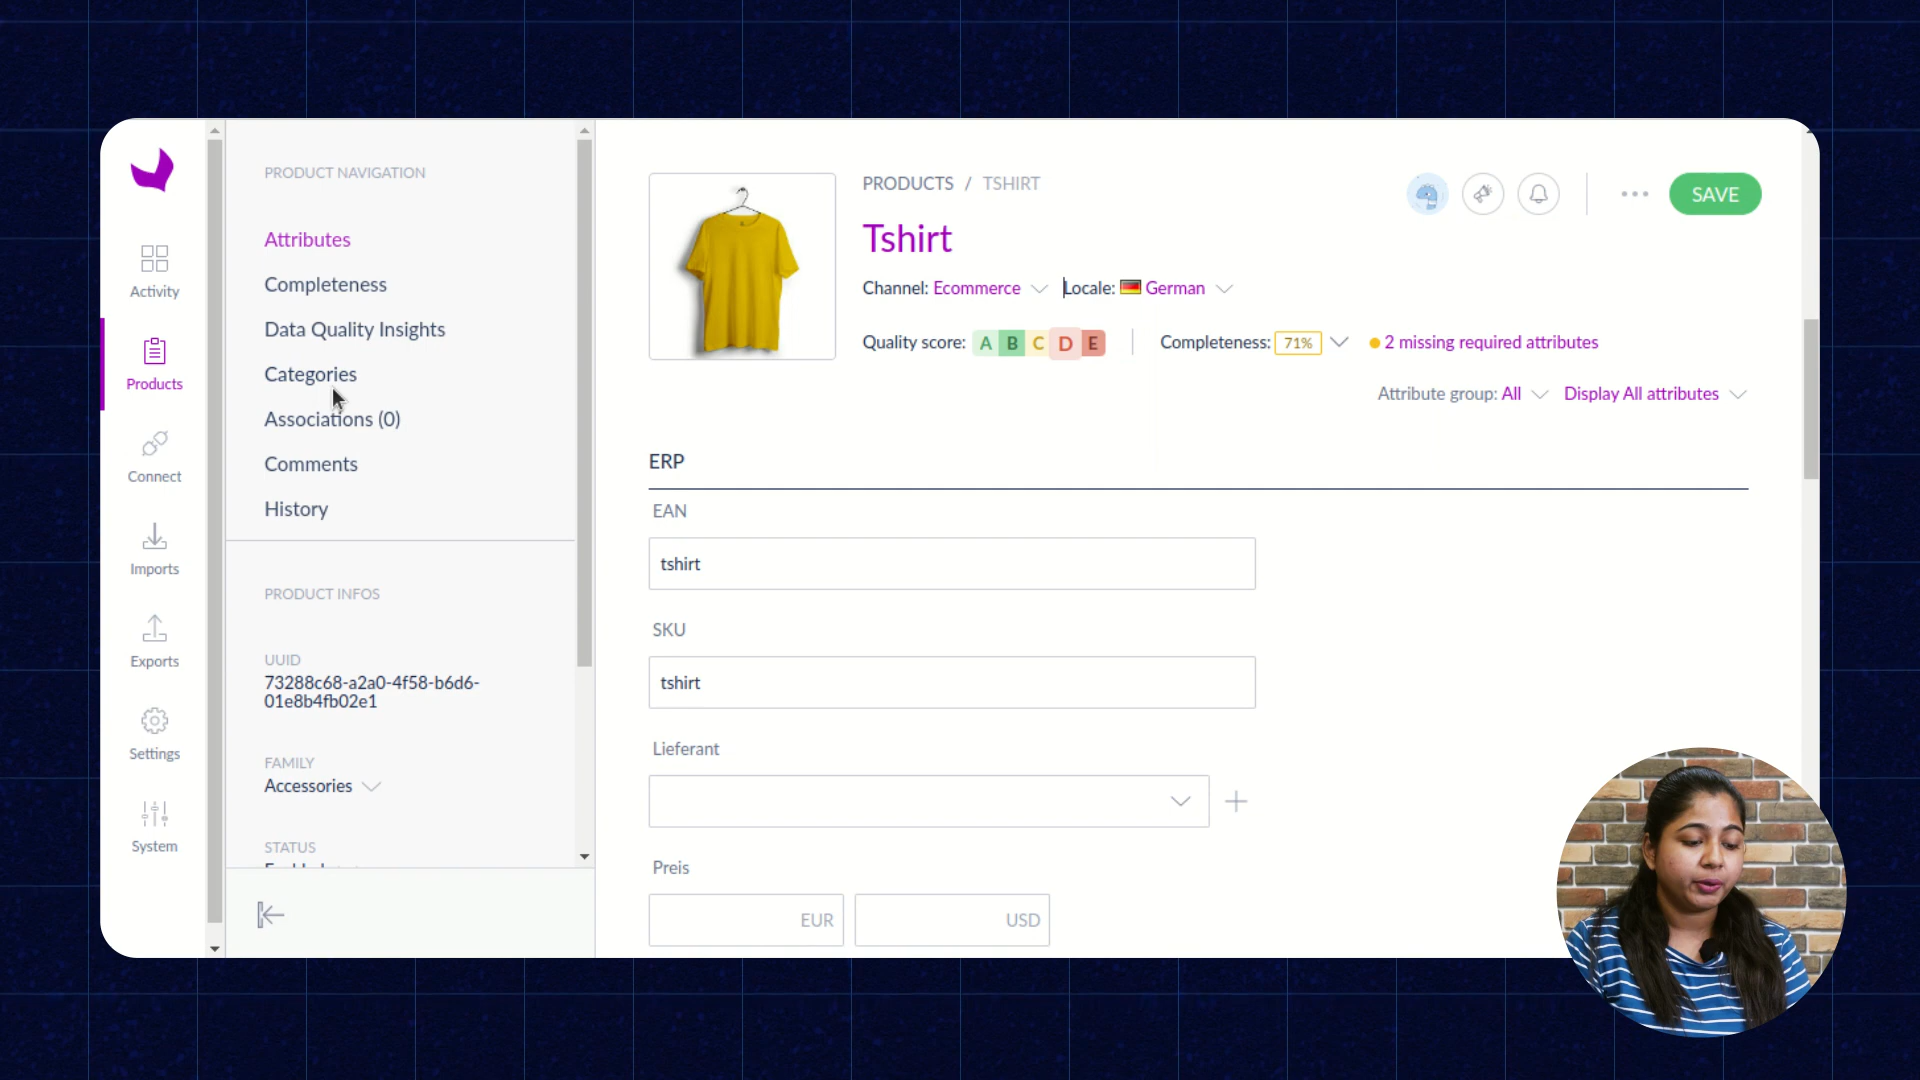 Activity
Products
Connect
Imports
Exports
Settings
System
PRODUCT NAVIGATION
Attributes
Completeness
Data Quality Insights
Categories
Associations (0)
Comments
History
PRODUCT INFOS
UUID
73288c68-a2a0-4f58-b6d6-
01e8b4fb02e1
FAMILY
Accessories
STATUS
PRODUCTS / TSHIRT
SAVE
Tshirt
Channel: Ecommerce Locale: German
Quality score: A B C D E Completeness: 71% 2 missing required attributes
Attribute group: All Display All attributes
ERP
EAN
tshirt
SKU
tshirt
Lieferant
Preis
EUR USD